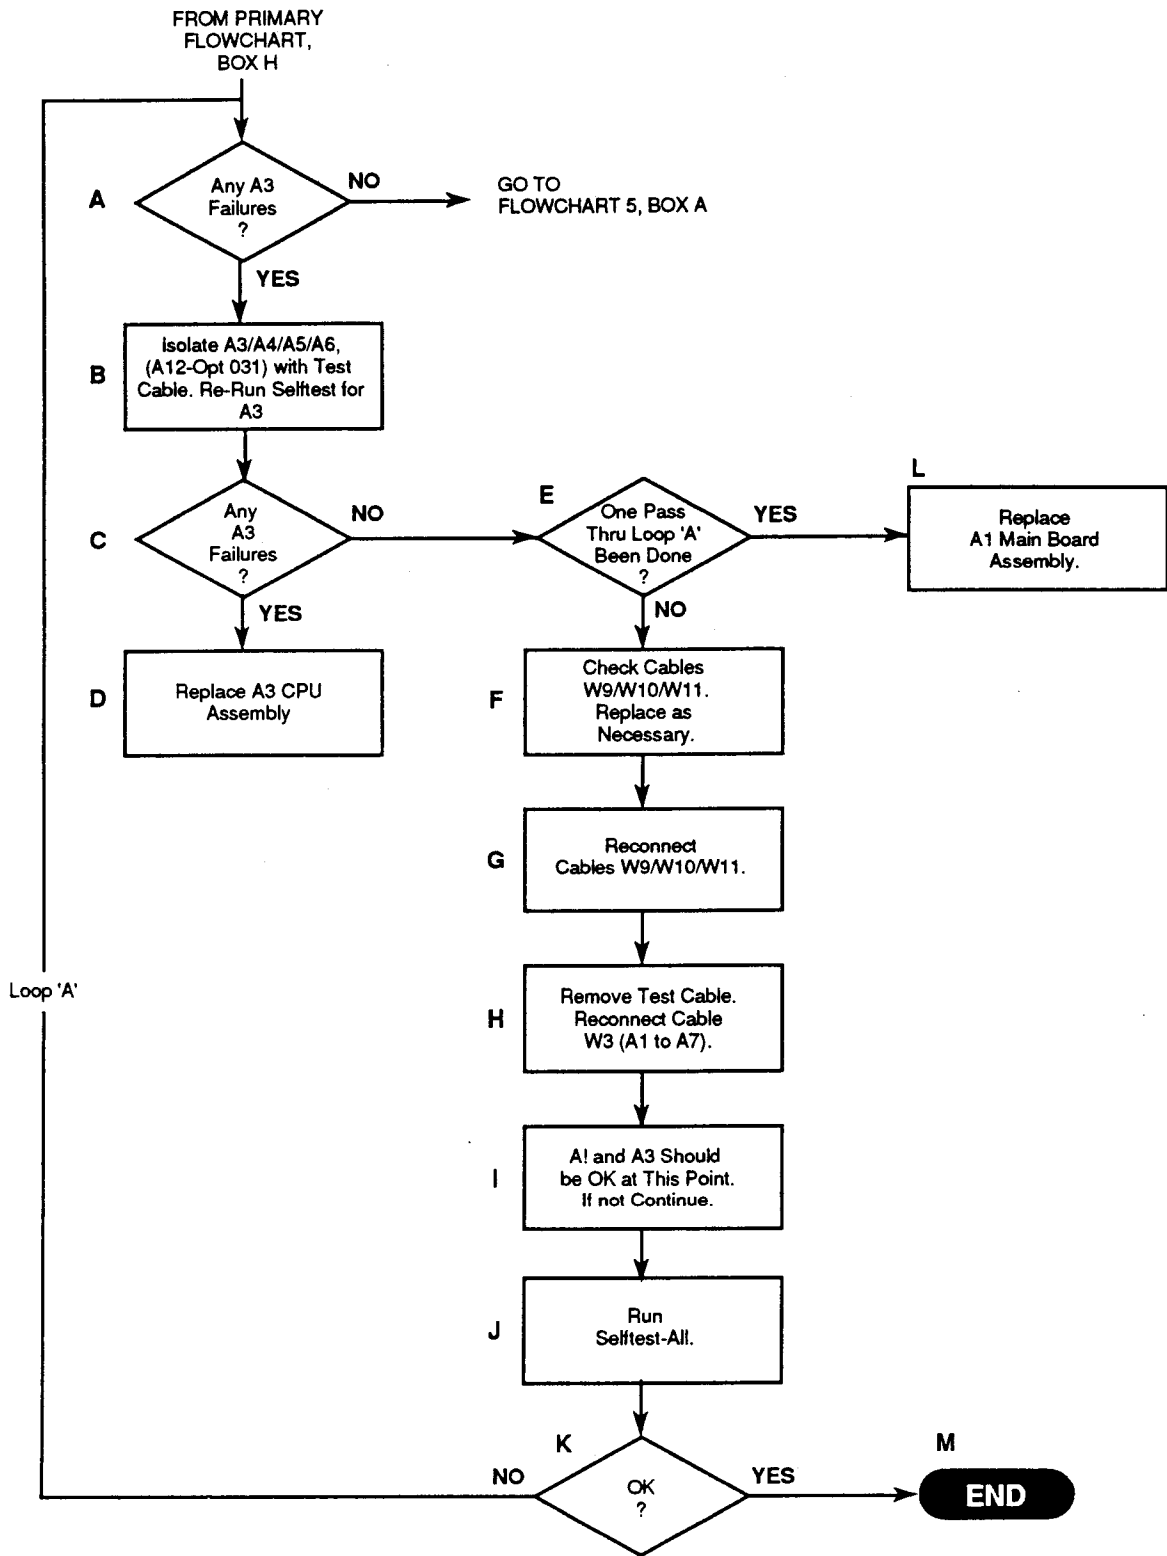 FROM PRIMARY
FLOWCHART,
BOX H
A
Any A3
Failures
?
NO
GO TO
FLOWCHART 5, BOX A
YES
B
Isolate A3/A4/A5/A6,
(A12-Opt 031) with Test
Cable. Re-Run Selftest for
A3
C
Any
A3
Failures
?
NO
YES
D
Replace A3 CPU
Assembly
E
One Pass
Thru Loop 'A'
Been Done
?
YES
NO
L
Replace
A1 Main Board
Assembly.
F
Check Cables
W9/W10/W11.
Replace as
Necessary.
G
Reconnect
Cables W9/W10/W11.
H
Remove Test Cable.
Reconnect Cable
W3 (A1 to A7).
Loop 'A'
I
A! and A3 Should
be OK at This Point.
If not Continue.
J
Run
Selftest-All.
K
OK
?
NO
YES
M
END